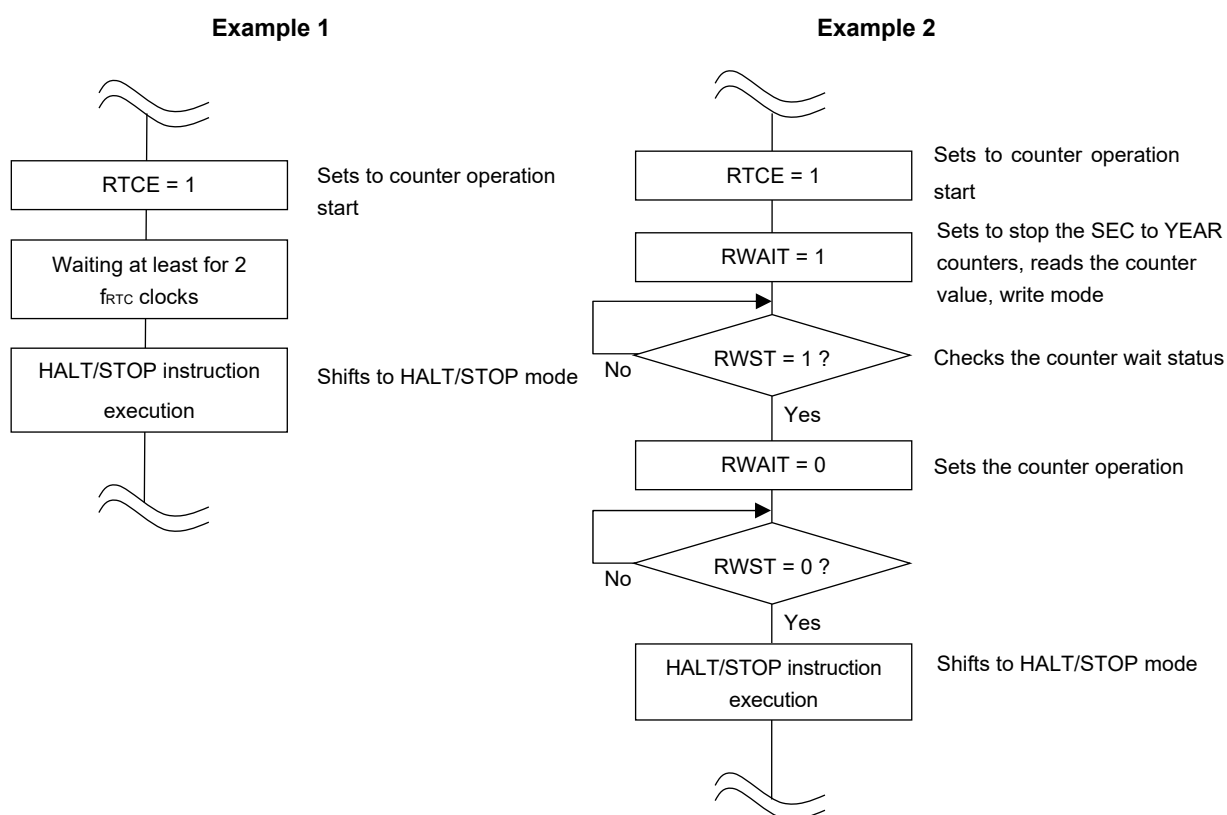 Example 1
RTCE = 1
Sets to counter operation
start
Waiting at least for 2
fRTC clocks
HALT/STOP instruction
execution
Shifts to HALT/STOP mode
Example 2
RTCE = 1
Sets to counter operation
start
RWAIT = 1
Sets to stop the SEC to YEAR
counters, reads the counter
value, write mode
RWST = 1 ?
No
Checks the counter wait status
Yes
RWAIT = 0
Sets the counter operation
RWST = 0 ?
No
Yes
HALT/STOP instruction
execution
Shifts to HALT/STOP mode